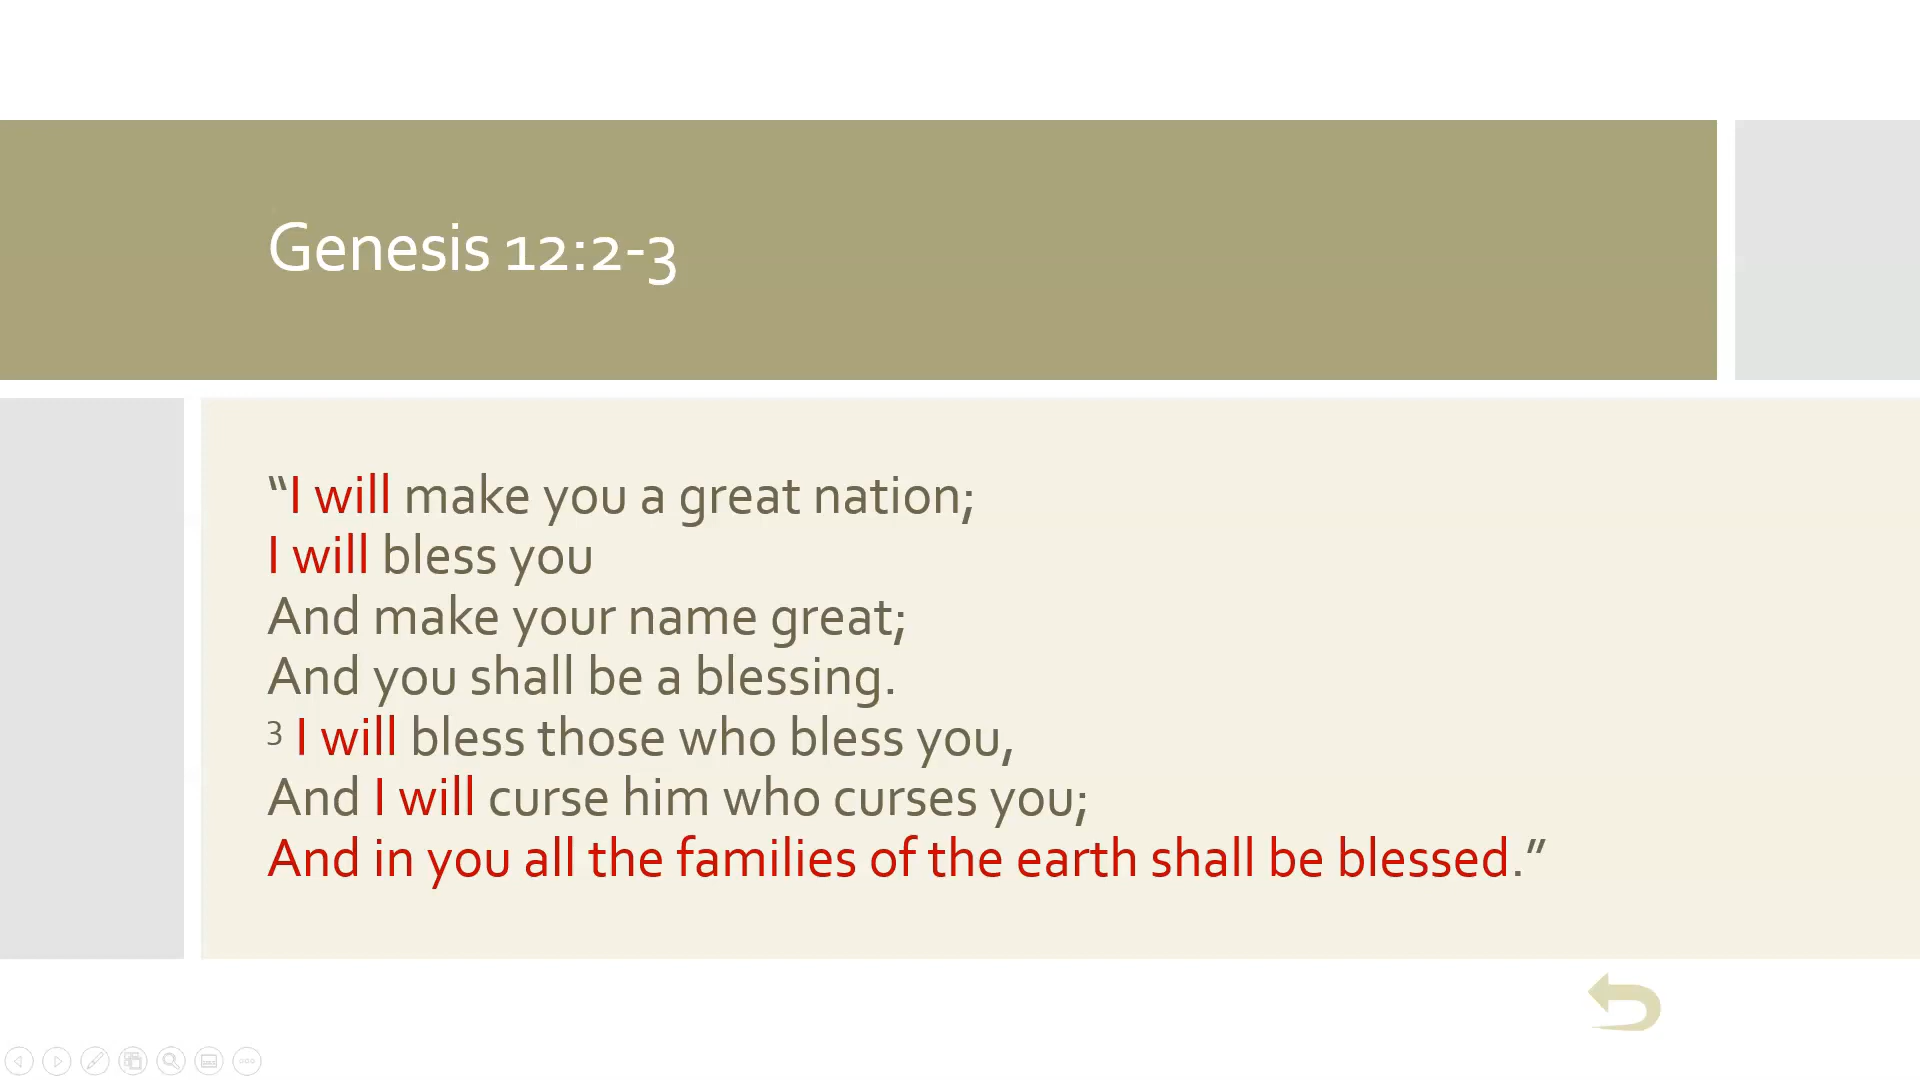 Genesis 12:2-3
“I will make you a great nation;
I will bless you
And make your name great;
And you shall be a blessing.
3 I will bless those who bless you,
And I will curse him who curses you;
And in you all the families of the earth shall be blessed.”